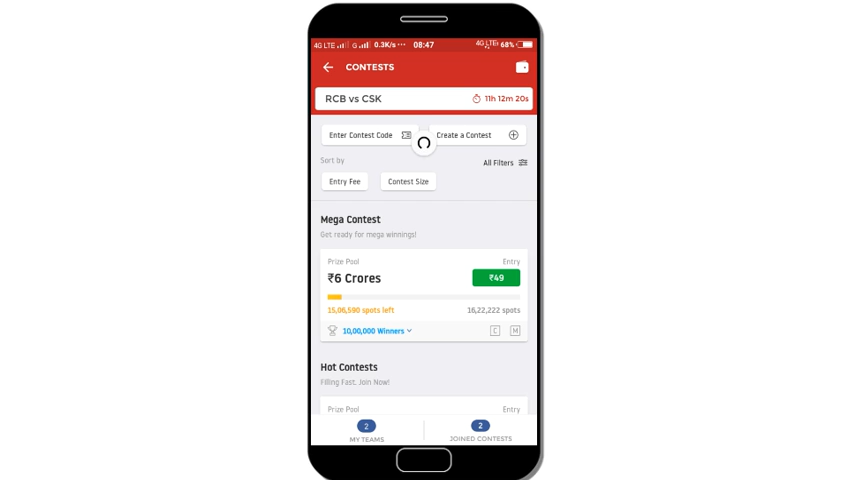 4G LTE G 0.3K/s ··· 08:47 4G LTE 68%
CONTESTS
RCB vs CSK 11h 12m 20s
Enter Contest Code Create a Contest
Sort by
All Filters
Entry Fee Contest Size
Mega Contest
Get ready for mega winnings!
Prize Pool Entry
₹6 Crores ₹49
15,06,590 spots left 16,22,222 spots
10,00,000 Winners C M
Hot Contests
Filling Fast. Join Now!
Prize Pool Entry
2 2
MY TEAMS JOINED CONTESTS